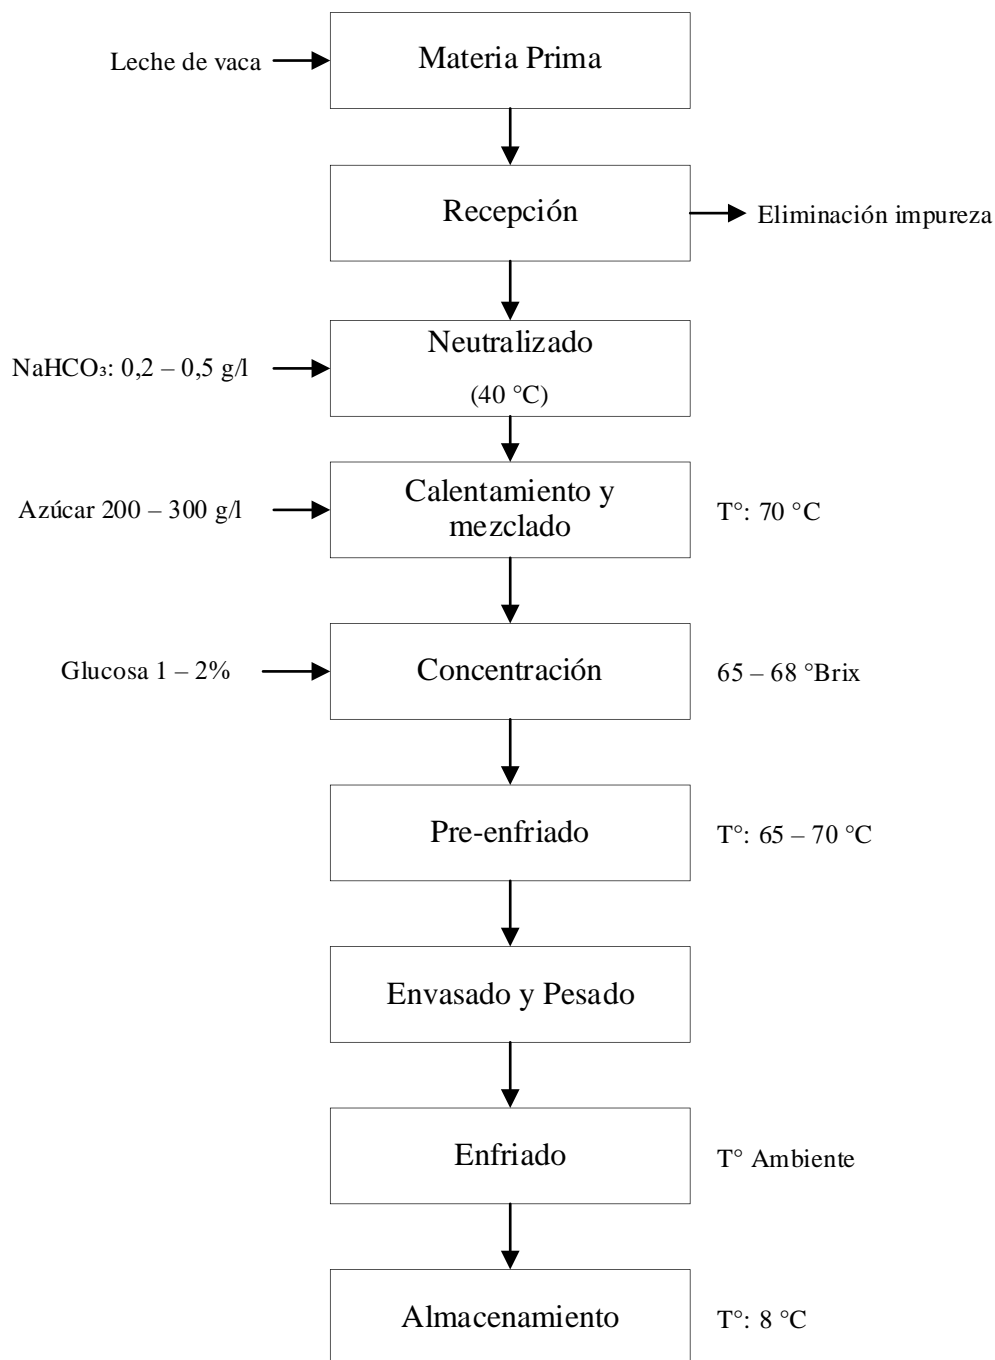 Leche de vaca
Materia Prima
Recepción
Eliminación impureza
Neutralizado
NaHCO₃: 0,2 – 0,5 g/l
(40 °C)
Calentamiento y
Azúcar 200 – 300 g/l
mezclado
T°: 70 °C
Glucosa 1 – 2%
Concentración
65 – 68 °Brix
Pre-enfriado
T°: 65 – 70 °C
Envasado y Pesado
Enfriado
T° Ambiente
Almacenamiento
T°: 8 °C